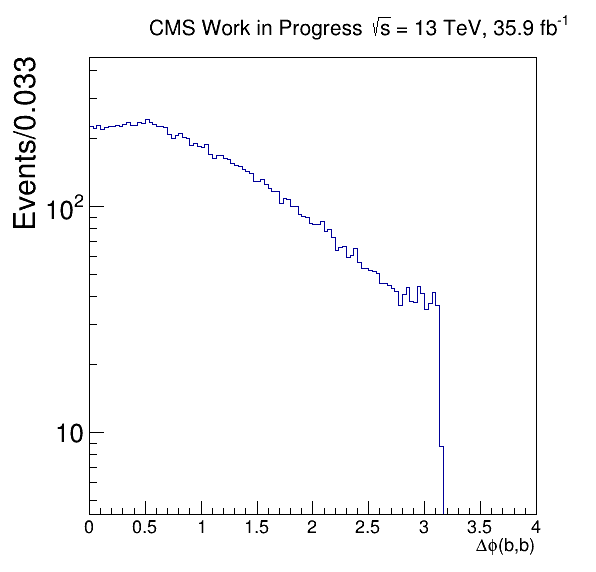 CMS Work in Progress √s = 13 TeV, 35.9 fb⁻¹
Events/0.033
10²
10
0 0.5 1 1.5 2 2.5 3 3.5 4
Δϕ(b,b)